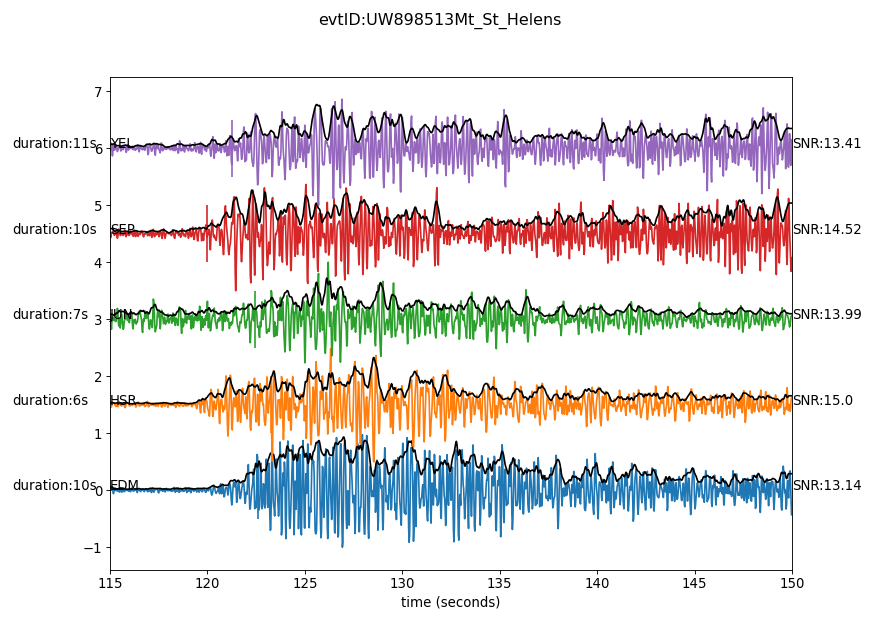 evtID:UW898513Mt_St_Helens
7
duration:11s YEL 6 SNR:13.41
5
duration:10s SEP SNR:14.52
4
duration:7s JUN 3 SNR:13.99
2
duration:6s HSR SNR:15.0
1
duration:10s EDM 0 SNR:13.14
−1
115 120 125 130 135 140 145 150
time (seconds)